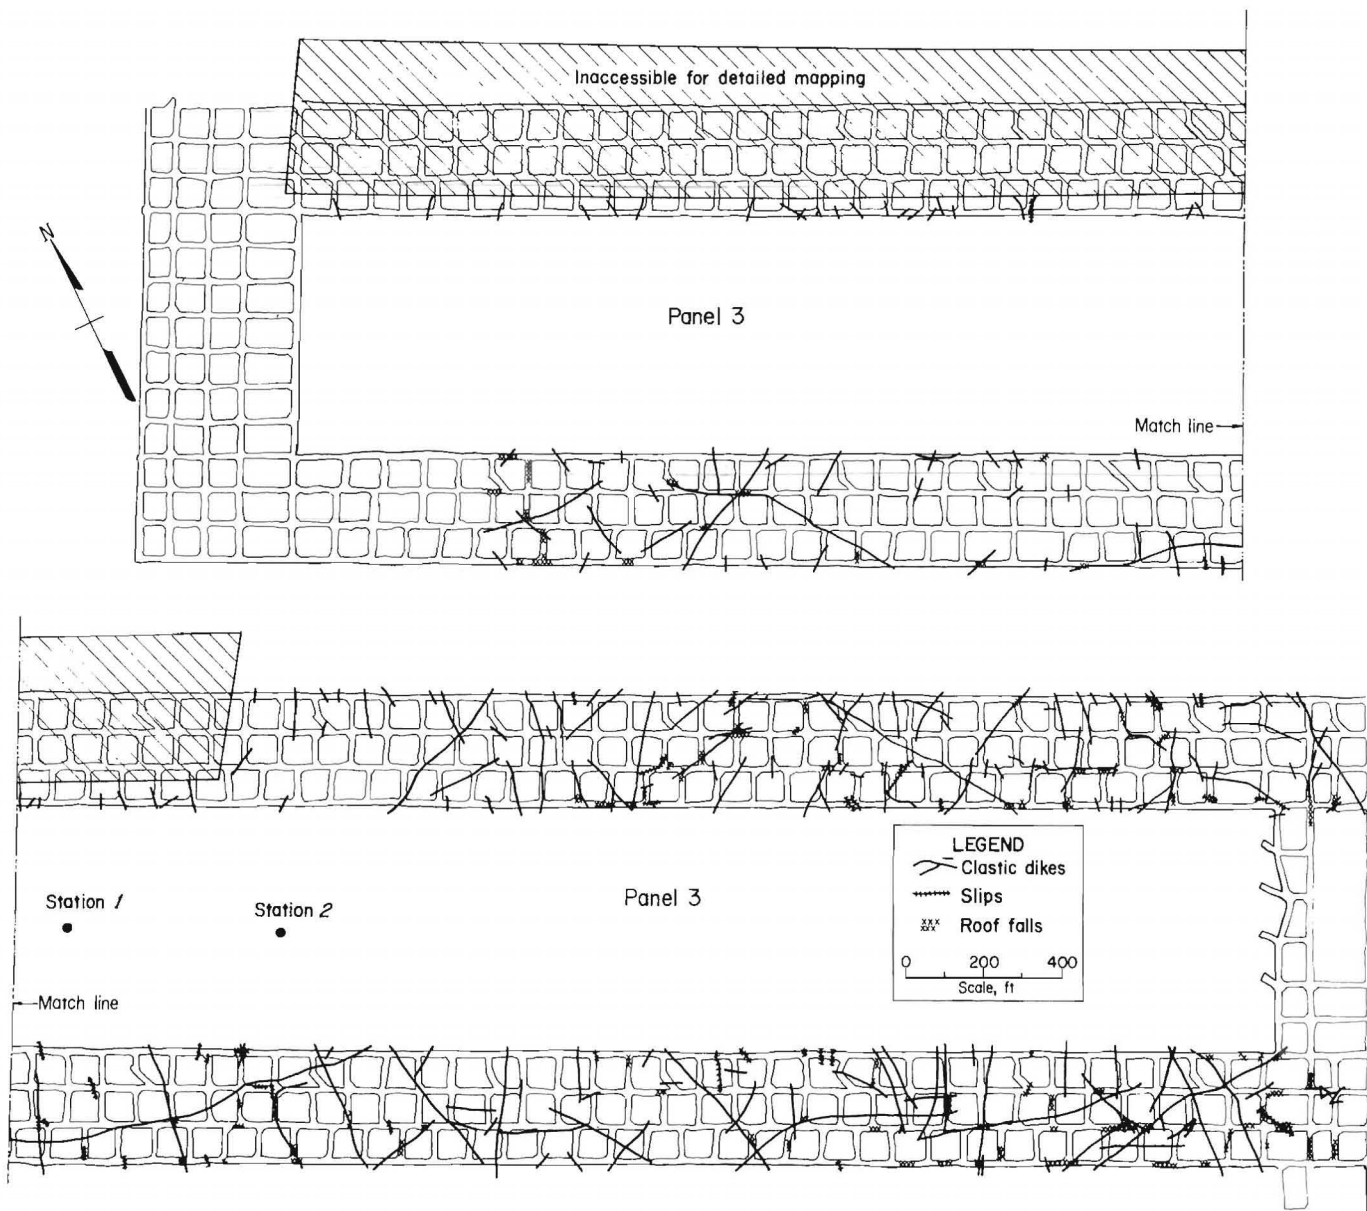 Inaccessible for detailed mapping
N
Panel 3
Match line
Station 1
Station 2
Panel 3
Match line
LEGEND
Clastic dikes
Slips
Roof falls
0 200 400
Scale, ft